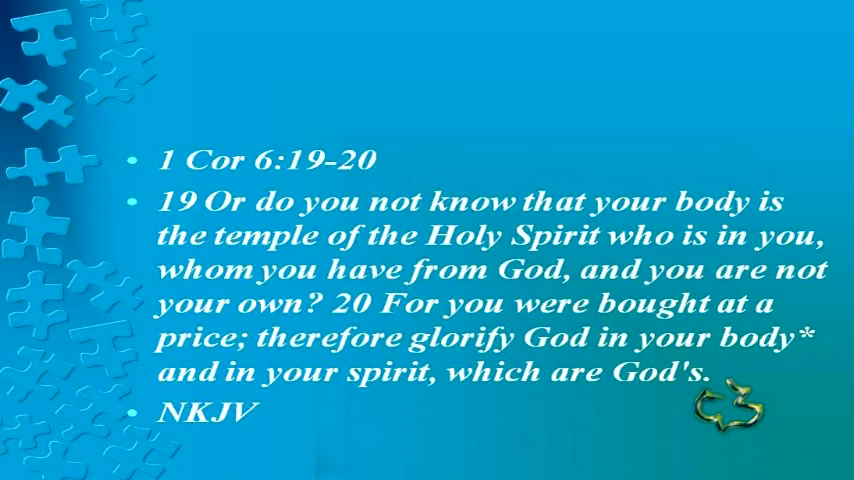 • 1 Cor 6:19-20
• 19 Or do you not know that your body is
the temple of the Holy Spirit who is in you,
whom you have from God, and you are not
your own? 20 For you were bought at a
price; therefore glorify God in your body*
and in your spirit, which are God's.
• NKJV